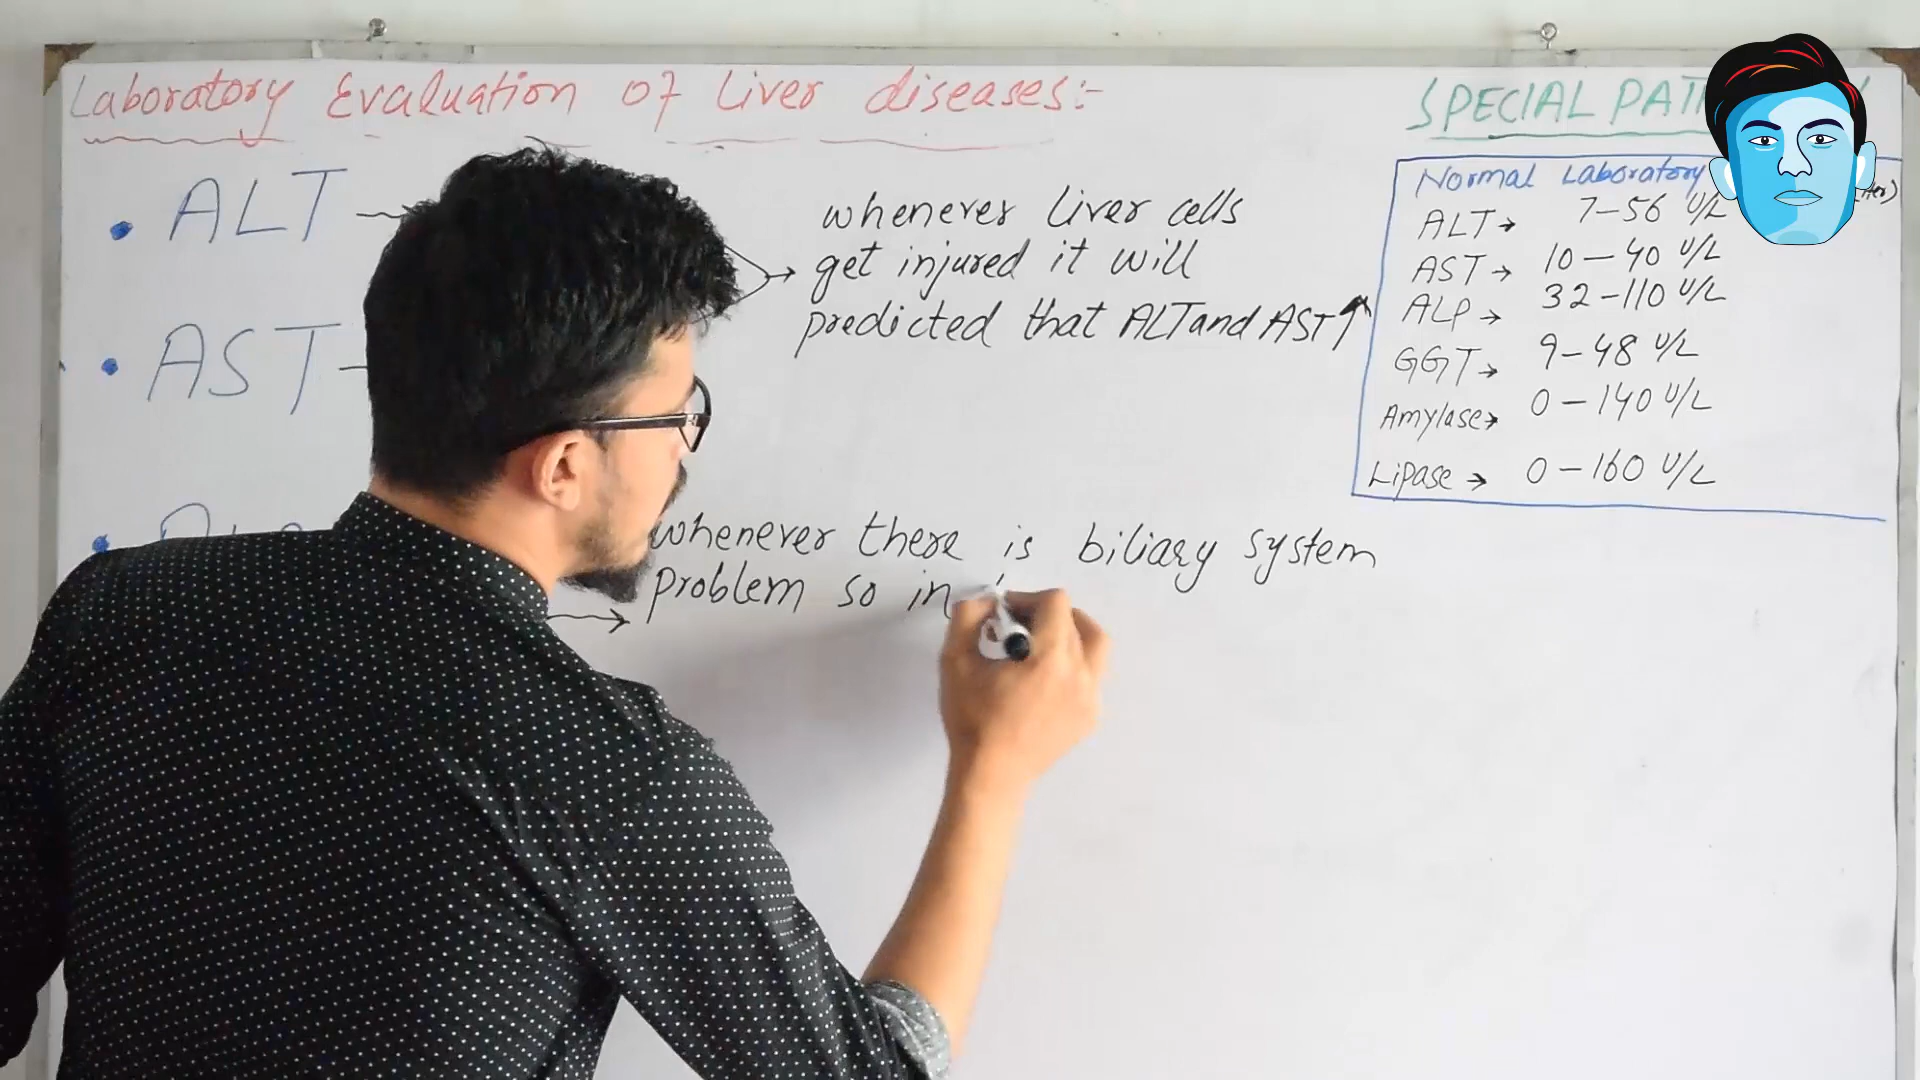 Laboratory Evaluation of Liver diseases:-
SPECIAL
Normal Laboratory
ALT→ 7-56 U/L
AST→ 10-40 U/L
ALP→ 32-110 U/L
GGT→ 9-48 U/L
Amylase→ 0-140 U/L
Lipase→ 0-160 U/L
• ALT
• AST
whenever Liver cells
get injured it will
predicted that ALT and AST↑
whenever there is biliary system
problem so in